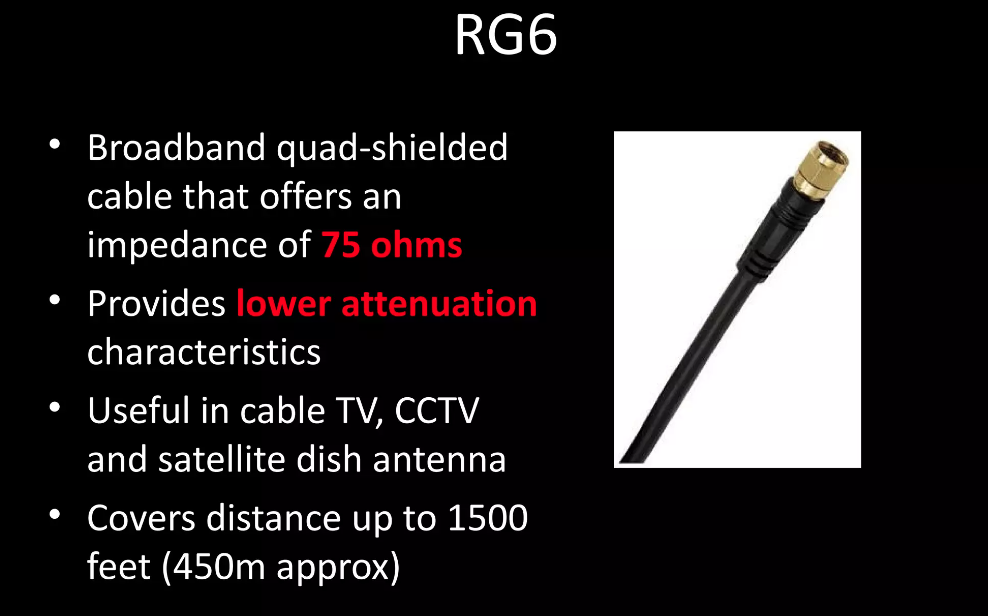 RG6
• Broadband quad-shielded
cable that offers an
impedance of 75 ohms
• Provides lower attenuation
characteristics
• Useful in cable TV, CCTV
and satellite dish antenna
• Covers distance up to 1500
feet (450m approx)